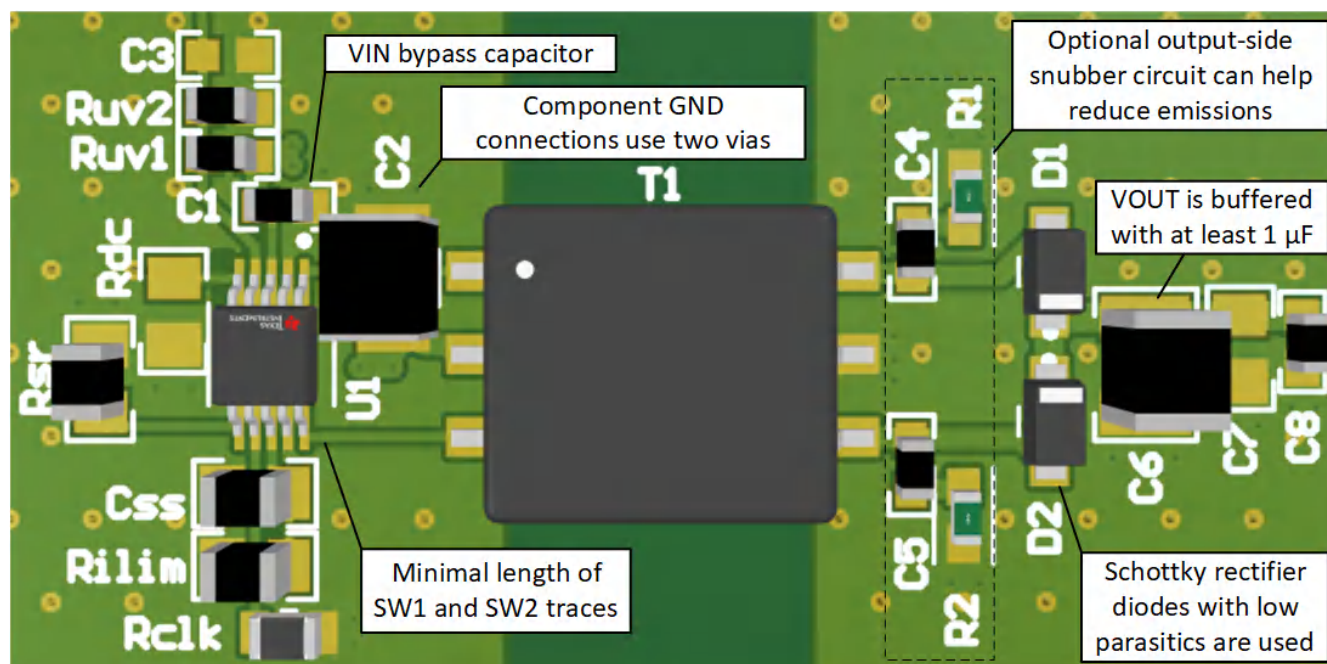 C3
VIN bypass capacitor
Optional output-side
snubber circuit can help
reduce emissions
Ruv2
Ruv1
Component GND
connections use two vias
C1
C2
T1
C4
R1
D1
VOUT is buffered
with at least 1 µF
Rdc
TEXAS
INSTRUMENTS
Rsr
U1
C6
C7
C8
Css
Rilim
Rclk
Minimal length of
SW1 and SW2 traces
C5
R2
D2
Schottky rectifier
diodes with low
parasitics are used